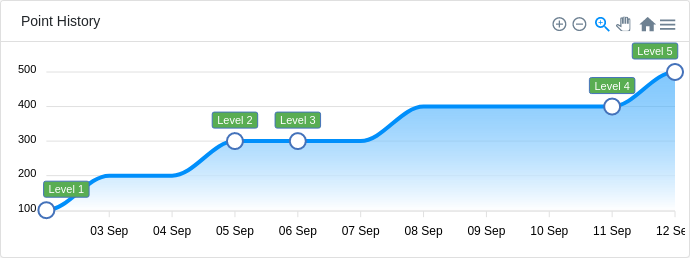 Point History
Level 5
500
Level 4
400
Level 2 Level 3
300
200
Level 1
100
03 Sep 04 Sep 05 Sep 06 Sep 07 Sep 08 Sep 09 Sep 10 Sep 11 Sep 12 Se